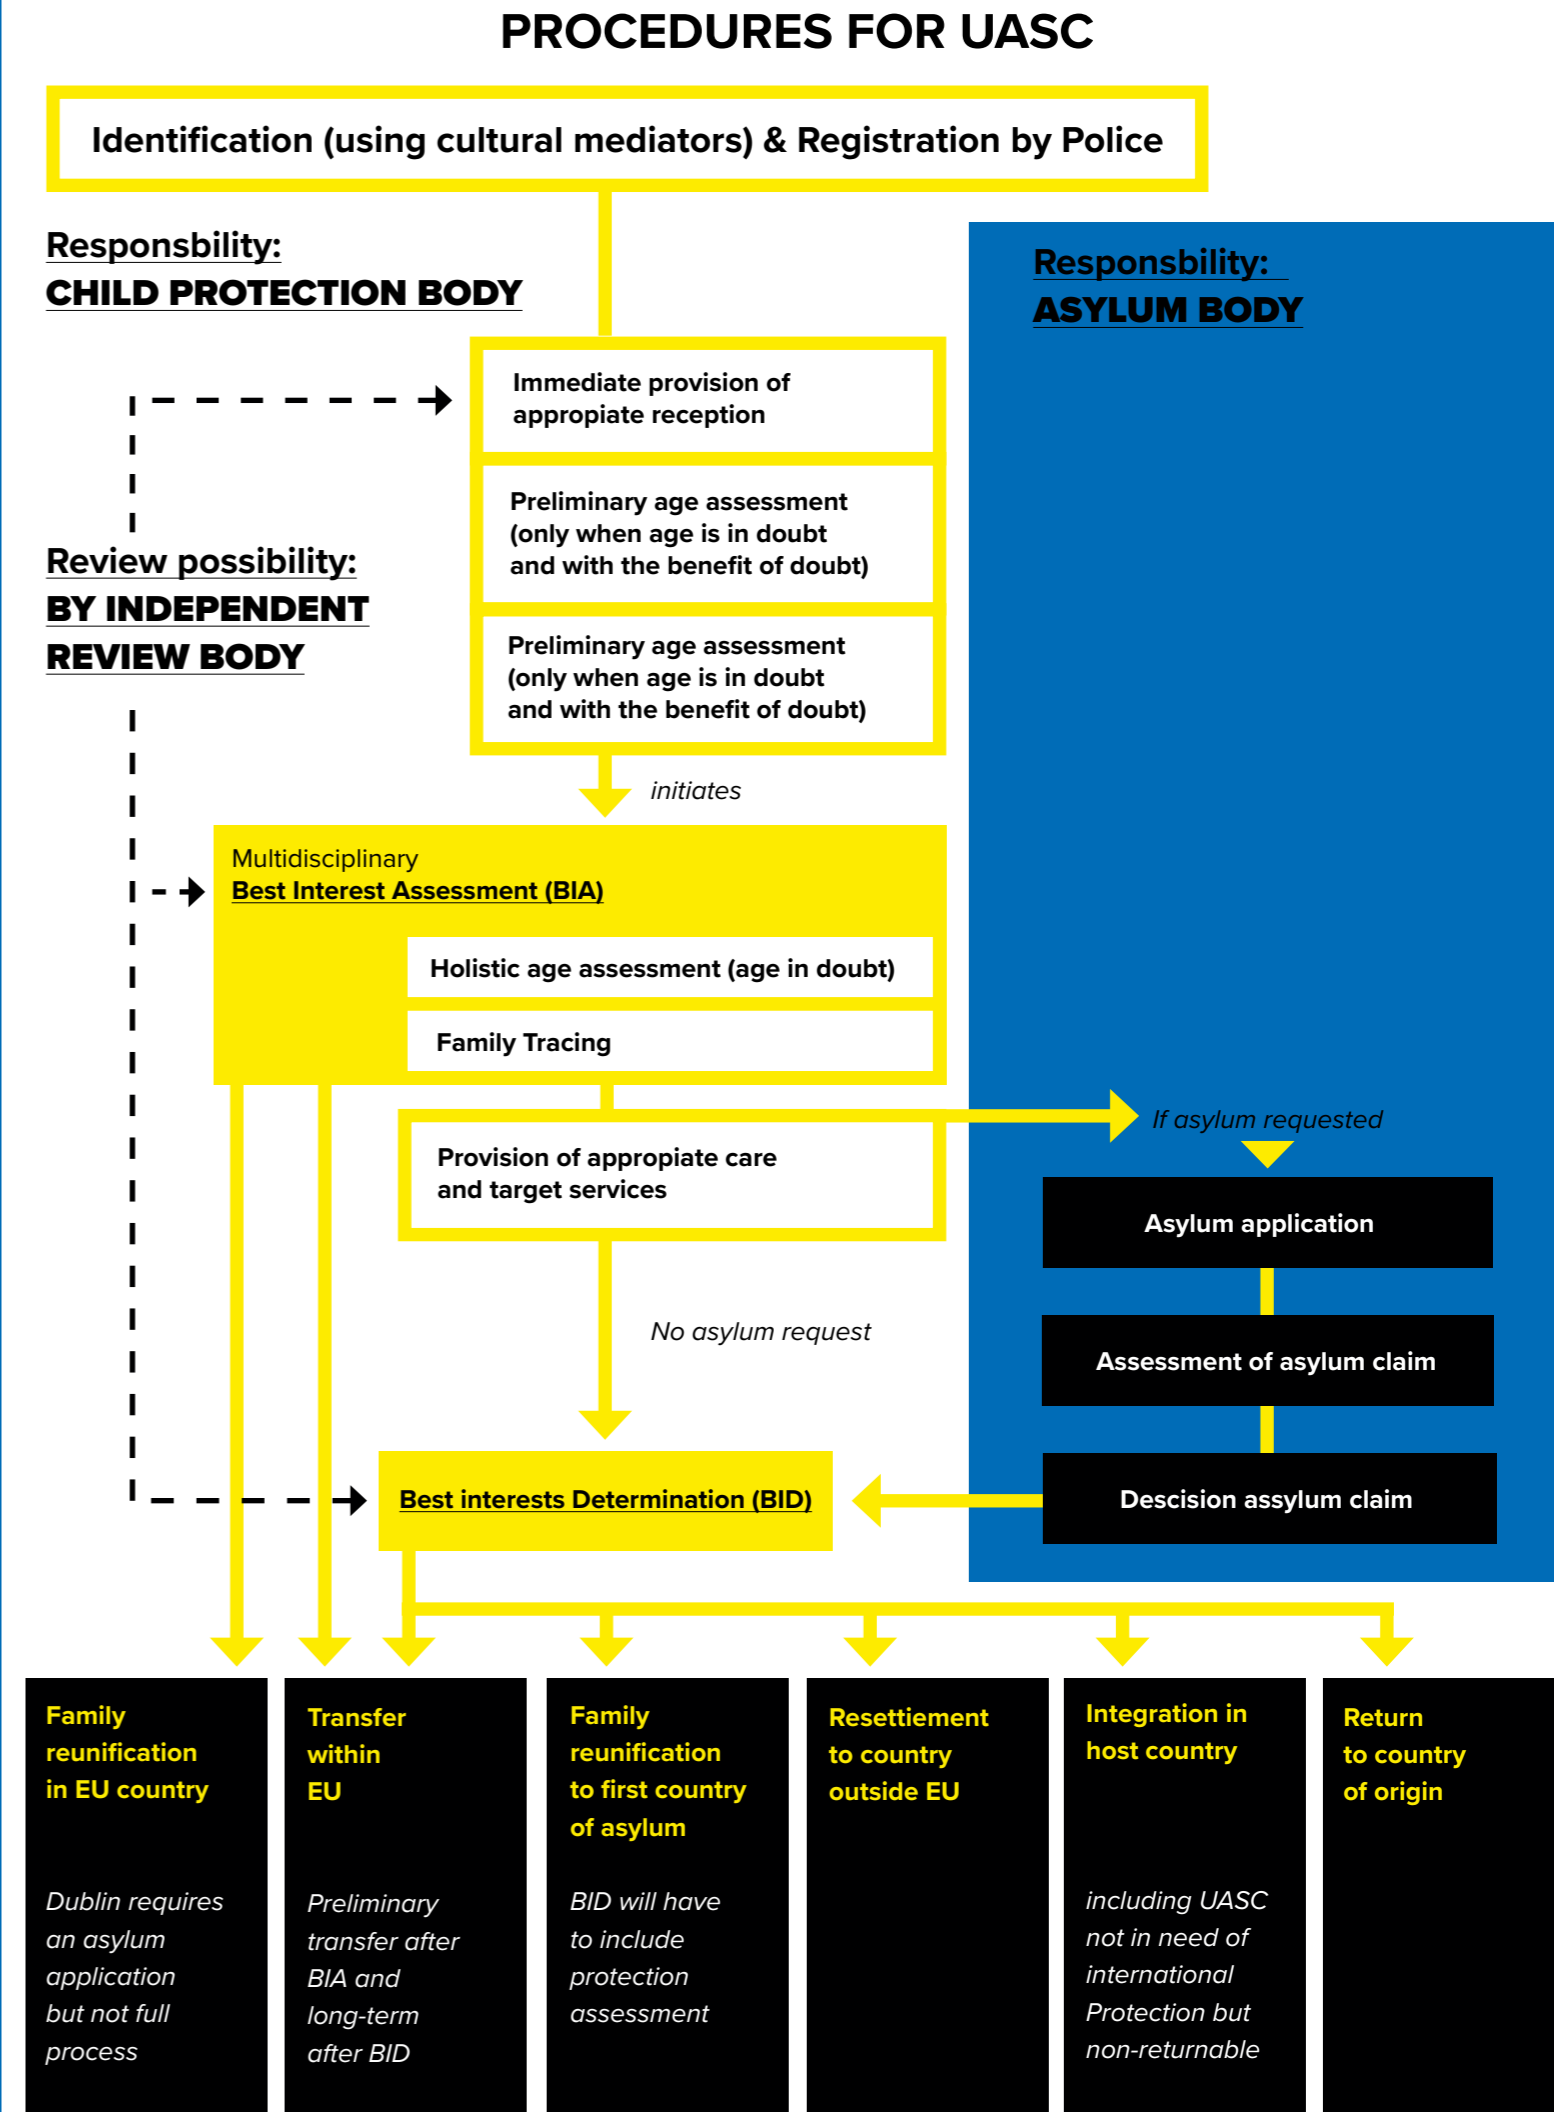 PROCEDURES FOR UASC
Identification (using cultural mediators) & Registration by Police
Responsbility:
CHILD PROTECTION BODY
Responsbility:
ASYLUM BODY
Immediate provision of
appropiate reception
Preliminary age assessment
(only when age is in doubt
and with the benefit of doubt)
Review possibility:
BY INDEPENDENT
REVIEW BODY
Preliminary age assessment
(only when age is in doubt
and with the benefit of doubt)
initiates
Multidisciplinary
Best Interest Assessment (BIA)
Holistic age assessment (age in doubt)
Family Tracing
If asylum requested
Provision of appropiate care
and target services
Asylum application
No asylum request
Assessment of asylum claim
Best interests Determination (BID)
Descision assylum claim
Family
reunification
in EU country
Dublin requires
an asylum
application
but not full
process
Transfer
within
EU
Preliminary
transfer after
BIA and
long-term
after BID
Family
reunification
to first country
of asylum
BID will have
to include
protection
assessment
Resettiement
to country
outside EU
Integration in
host country
including UASC
not in need of
international
Protection but
non-returnable
Return
to country
of origin